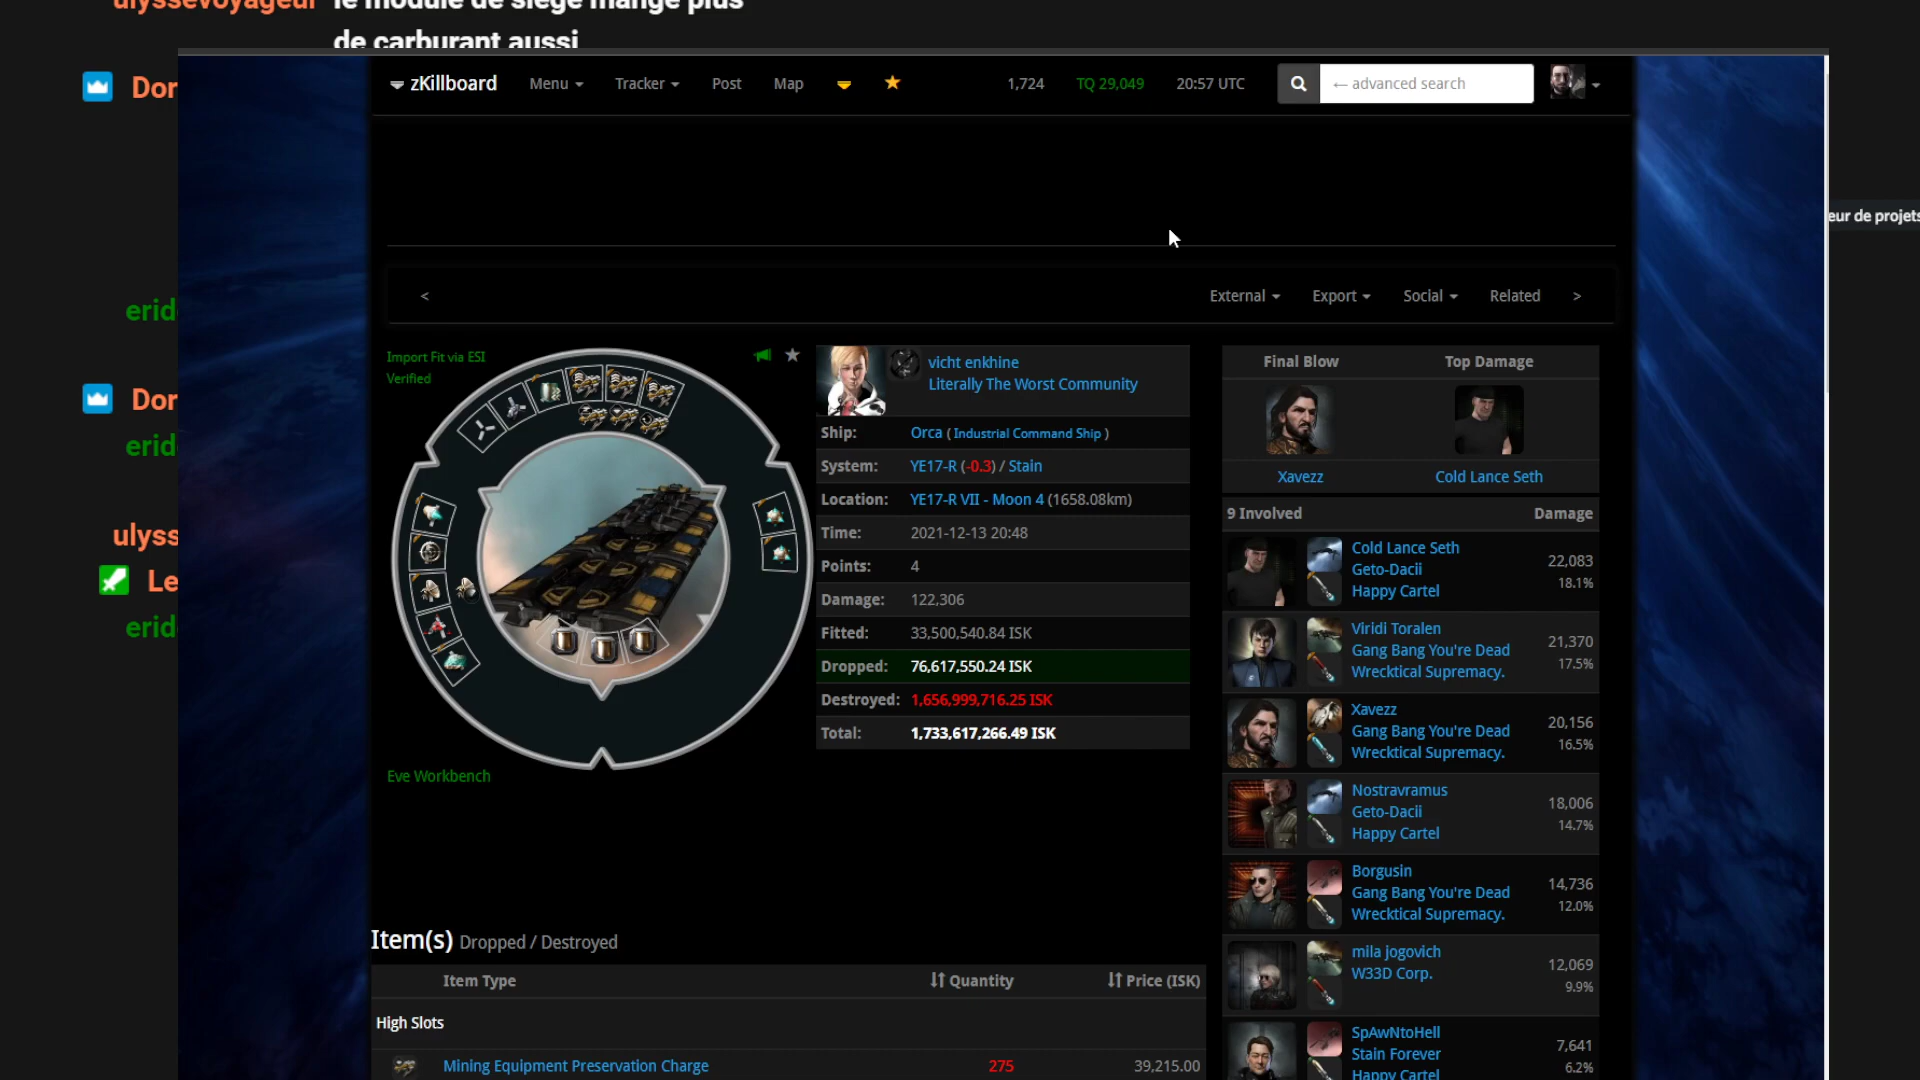 ulyssevoyageur le module de siège mange plus
de carburant aussi
Dor
erid
Dor
erid
ulyss
Le
erid
eur de projets
zKillboard Menu Tracker Post Map 1,724 TQ 29,049 20:57 UTC ← advanced search
< External Export Social Related >
Import Fit via ESI
Verified
Eve Workbench
vicht enkhine
Literally The Worst Community
Ship: Orca ( Industrial Command Ship )
System: YE17-R (-0.3) / Stain
Location: YE17-R VII - Moon 4 (1658.08km)
Time: 2021-12-13 20:48
Points: 4
Damage: 122,306
Fitted: 33,500,540.84 ISK
Dropped: 76,617,550.24 ISK
Destroyed: 1,656,999,716.25 ISK
Total: 1,733,617,266.49 ISK
Final Blow Top Damage
Xavezz Cold Lance Seth
9 Involved Damage
Cold Lance Seth
Geto-Dacii
Happy Cartel
22,083
18.1%
Viridi Toralen
Gang Bang You're Dead
Wrecktical Supremacy.
21,370
17.5%
Xavezz
Gang Bang You're Dead
Wrecktical Supremacy.
20,156
16.5%
Nostravramus
Geto-Dacii
Happy Cartel
18,006
14.7%
Borgusin
Gang Bang You're Dead
Wrecktical Supremacy.
14,736
12.0%
mila jogovich
W33D Corp.
12,069
9.9%
SpAwNtoHell
Stain Forever
Happy Cartel
7,641
6.2%
Item(s) Dropped / Destroyed
Item Type Quantity Price (ISK)
High Slots
Mining Equipment Preservation Charge 275 39,215.00